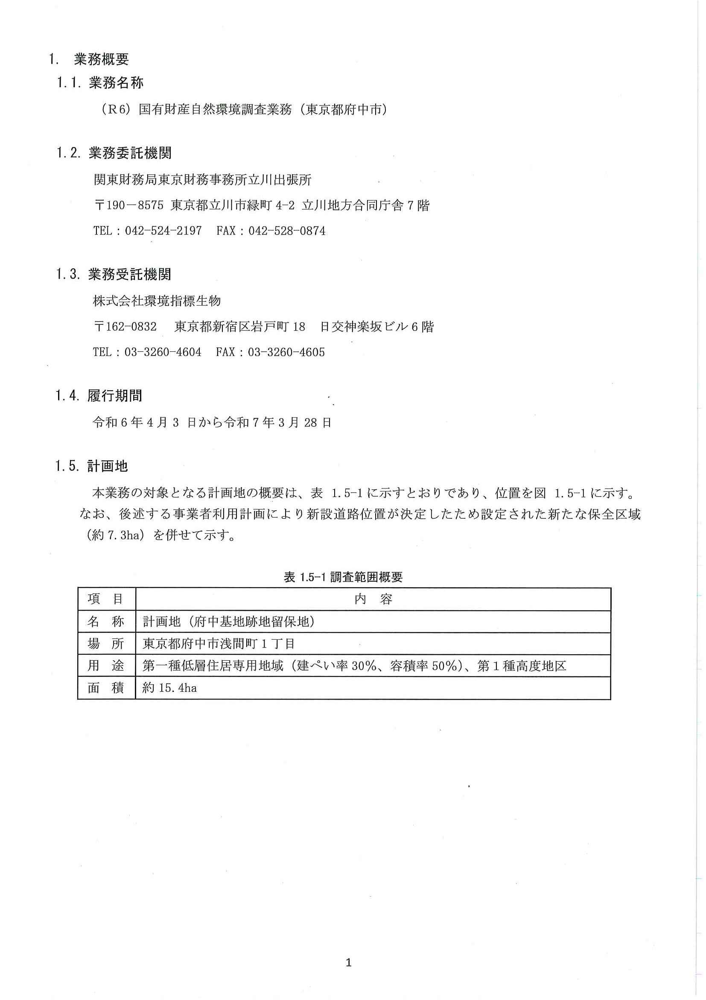 1.　業務概要
1.1. 業務名称
（R6）国有財産自然環境調査業務（東京都府中市）
1.2. 業務委託機関
関東財務局東京財務事務所立川出張所
〒190－8575 東京都立川市緑町 4-2 立川地方合同庁舎 7 階
TEL：042-524-2197　FAX：042-528-0874
1.3. 業務受託機関
株式会社環境指標生物
〒162-0832　東京都新宿区岩戸町 18　日交神楽坂ビル 6 階
TEL：03-3260-4604　FAX：03-3260-4605
1.4. 履行期間
令和 6 年 4 月 3 日から令和 7 年 3 月 28 日
1.5. 計画地
本業務の対象となる計画地の概要は、表 1.5-1 に示すとおりであり、位置を図 1.5-1 に示す。
なお、後述する事業者利用計画により新設道路位置が決定したため設定された新たな保全区域
（約 7.3ha）を併せて示す。
表 1.5-1 調査範囲概要
項　目　内　容
名　称　計画地（府中基地跡地留保地）
場　所　東京都府中市浅間町 1 丁目
用　途　第一種低層住居専用地域（建ぺい率 30％、容積率 50％）、第 1 種高度地区
面　積　約 15.4ha
1